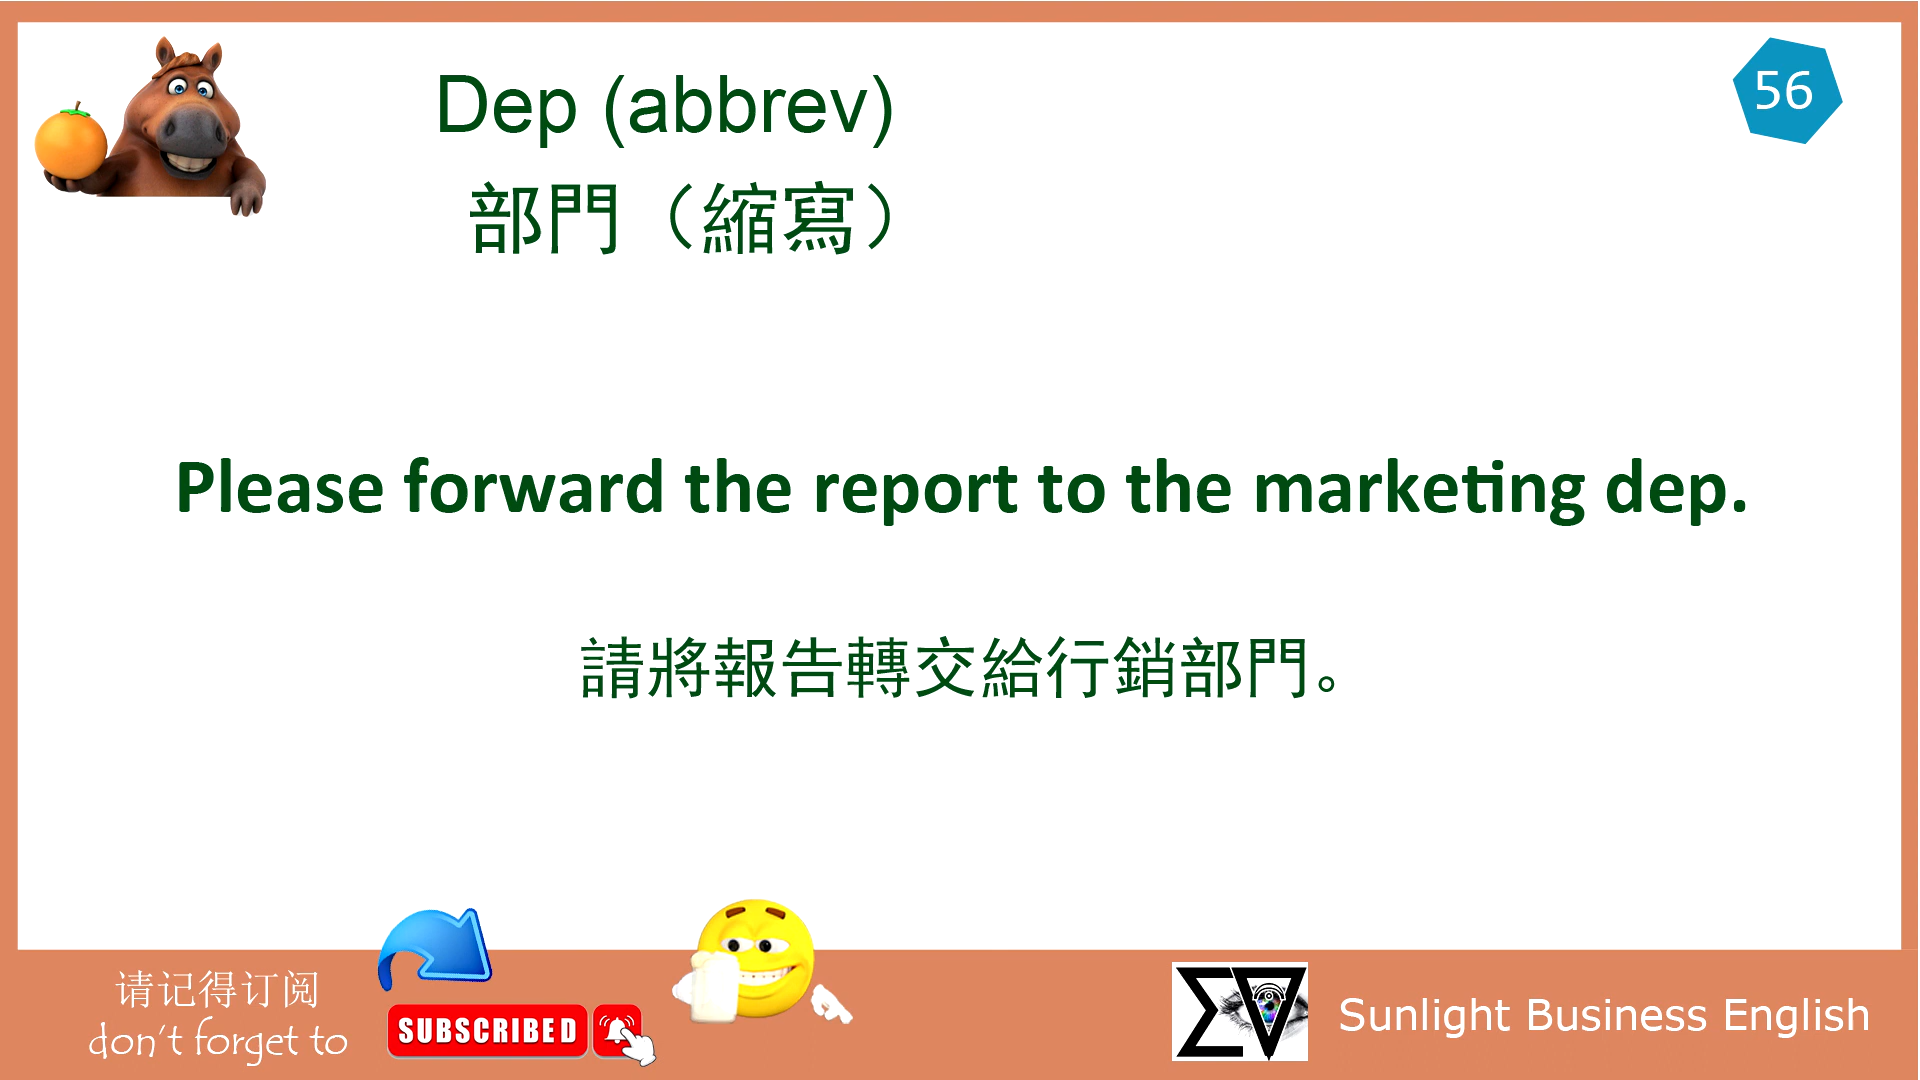 Dep (abbrev)
56
部門（縮寫）
Please forward the report to the marketing dep.
請將報告轉交給行銷部門。
请记得订阅
don't forget to
SUBSCRIBED
ΣV
Sunlight Business English